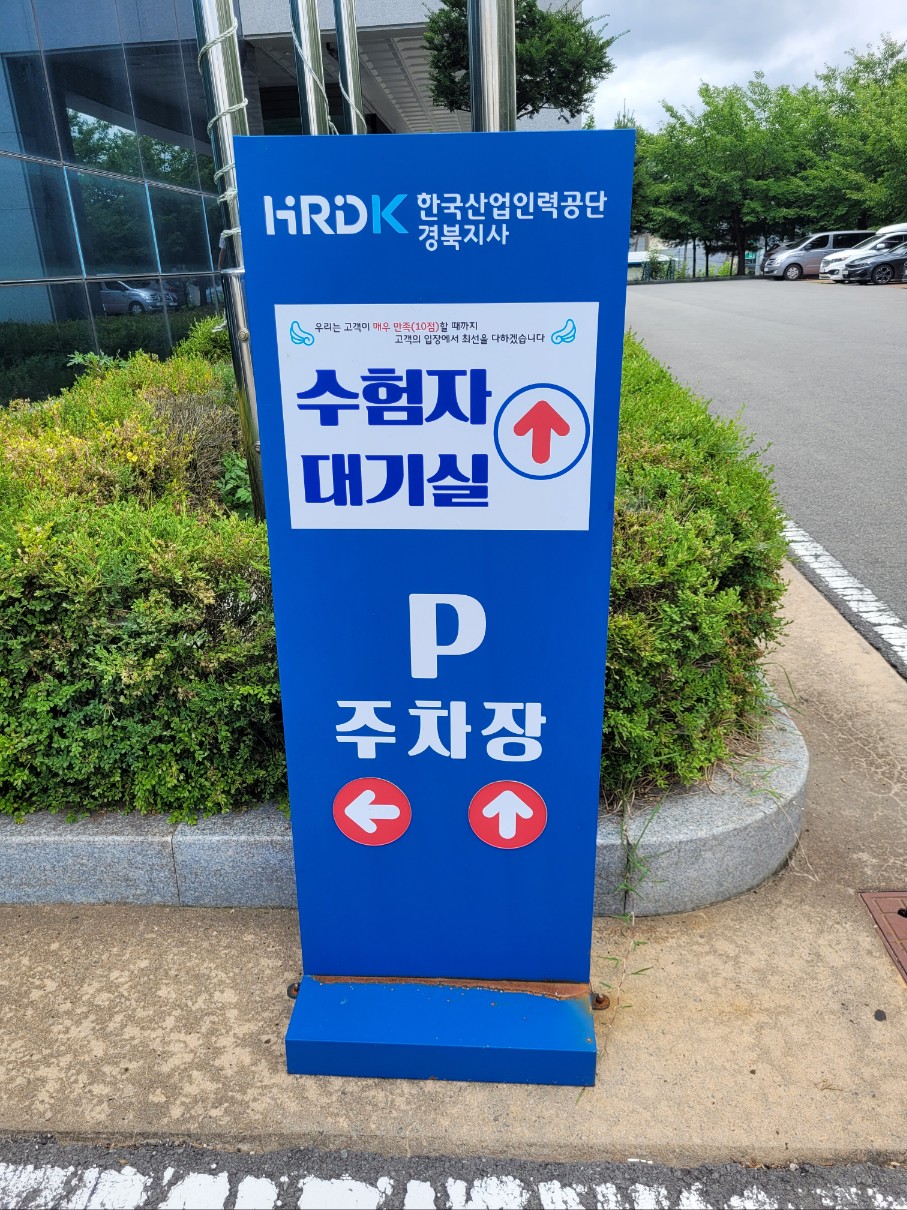 HRDK 한국산업인력공단
경북지사
우리는 고객이 매우 만족(10점)할 때까지
고객의 입장에서 최선을 다하겠습니다
수험자
대기실
P
주차장